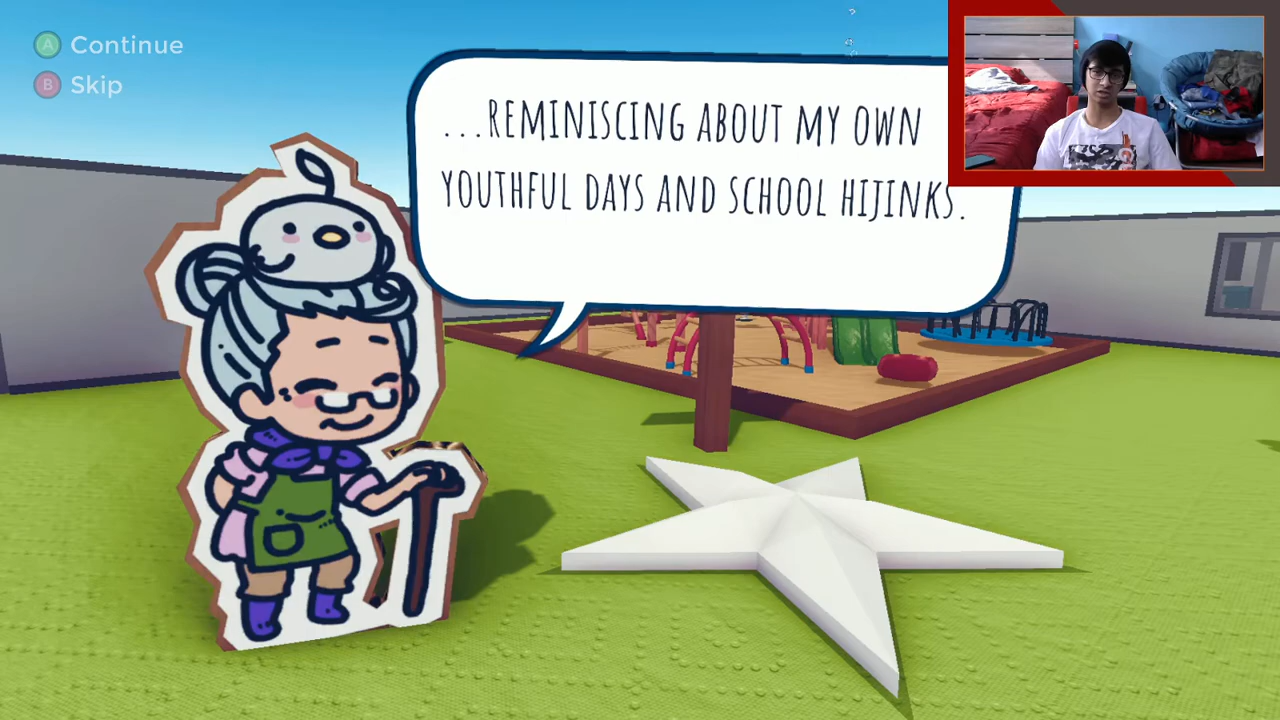 Continue
Skip
...REMINISCING ABOUT MY OWN
YOUTHFUL DAYS AND SCHOOL HIJINKS.